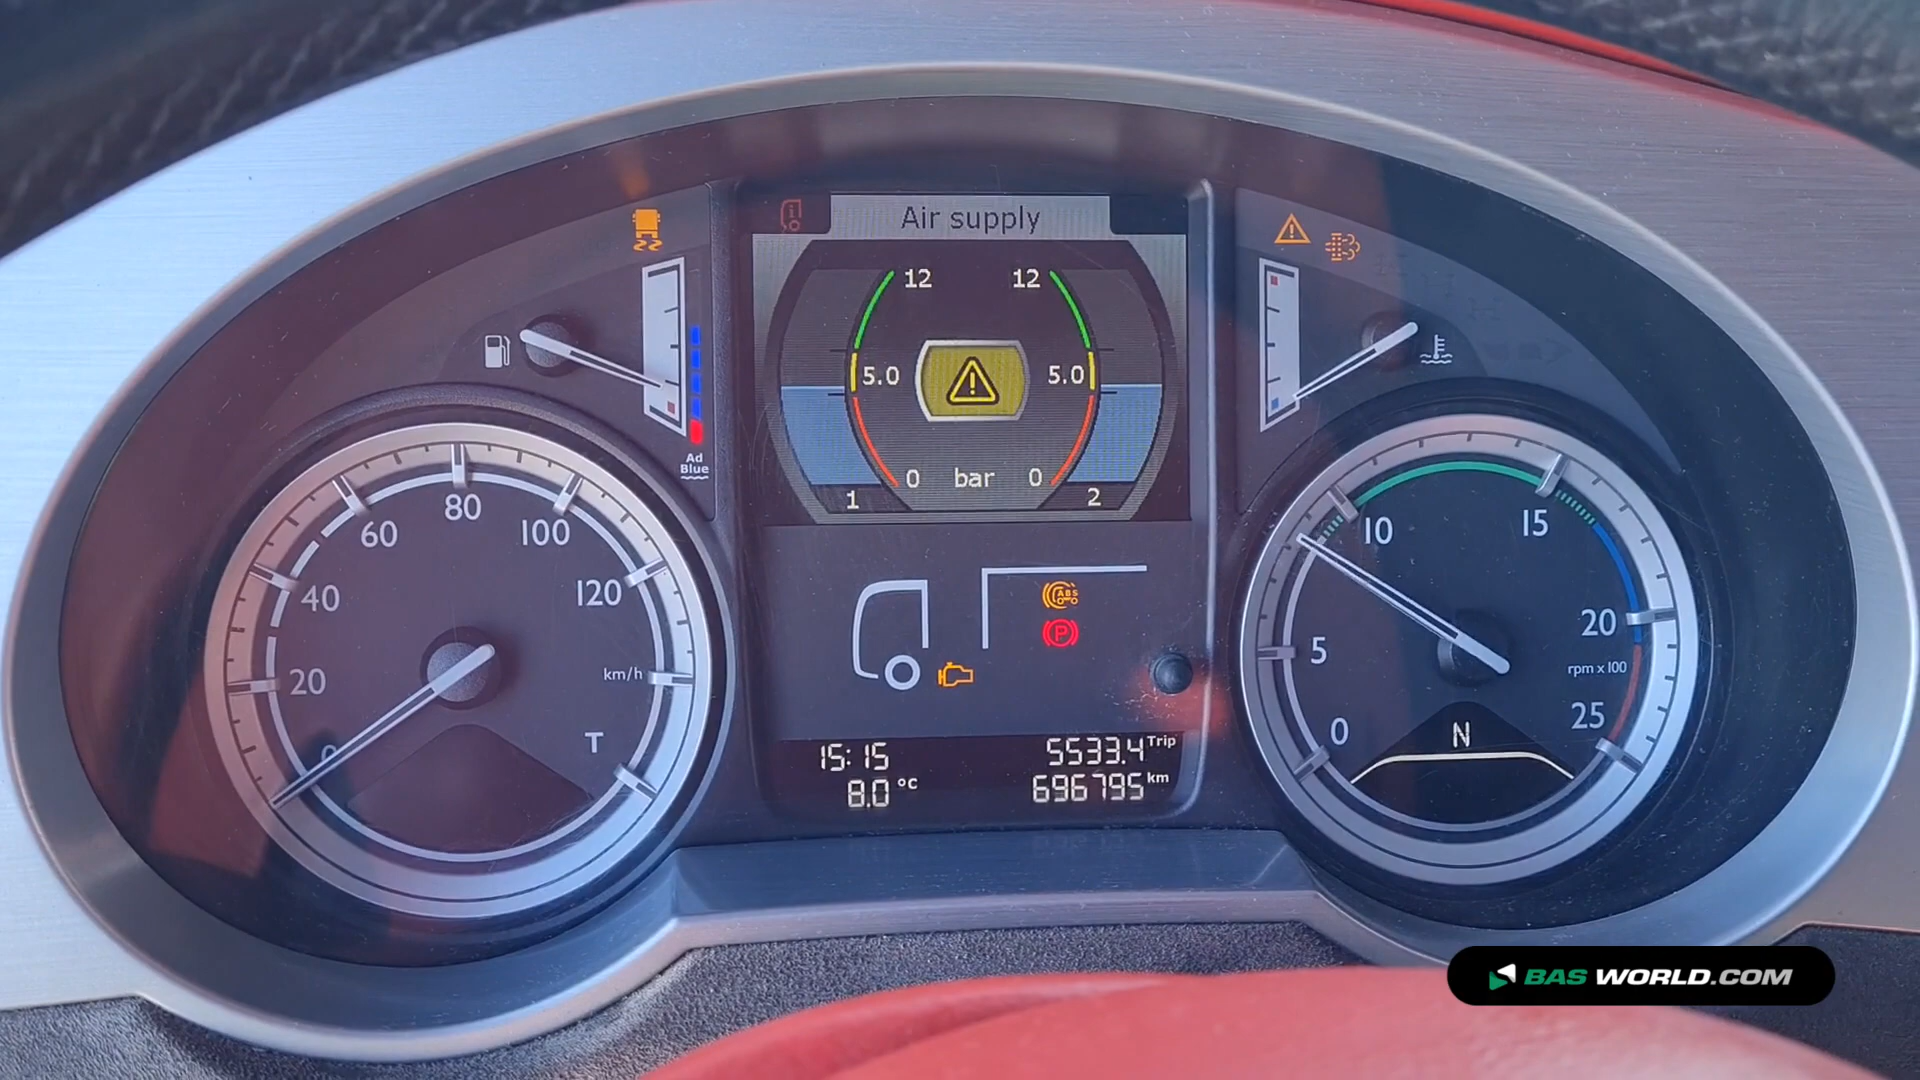 Air supply
12 12
5.0 5.0
0 bar 0
1 2
Ad
Blue
0
20
40
60
80
100
120
km/h
T
ABS
P
15:15
8.0 °C
5533.4 Trip
696795 km
0
5
10
15
20
25
rpm x 100
N
BAS WORLD.COM